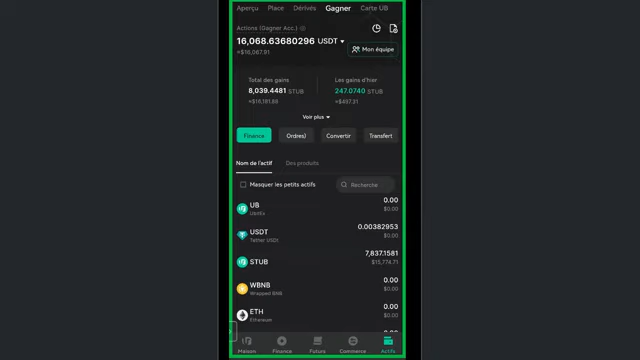 Aperçu Place Dérivés Gagner Carte UB
Actions (Gagner Acc.)
16,068.63680296 USDT
≈$16,067.91
Mon équipe
Total des gains Les gains d'hier
8,039.4481 STUB 247.0740 STUB
≈$16,181.88 ≈$497.31
Voir plus
Finance Ordres) Convertir Transfert
Nom de l'actif Des produits
Masquer les petits actifs Recherche
UB 0.00
UbitEx $0.00
USDT 0.00382953
Tether USDT $0.00
STUB 7,837.1581
$15,774.71
WBNB 0.00
Wrapped BNB $0.00
ETH 0.00
Ethereum $0.00
Maison Finance Futurs Commerce Actifs